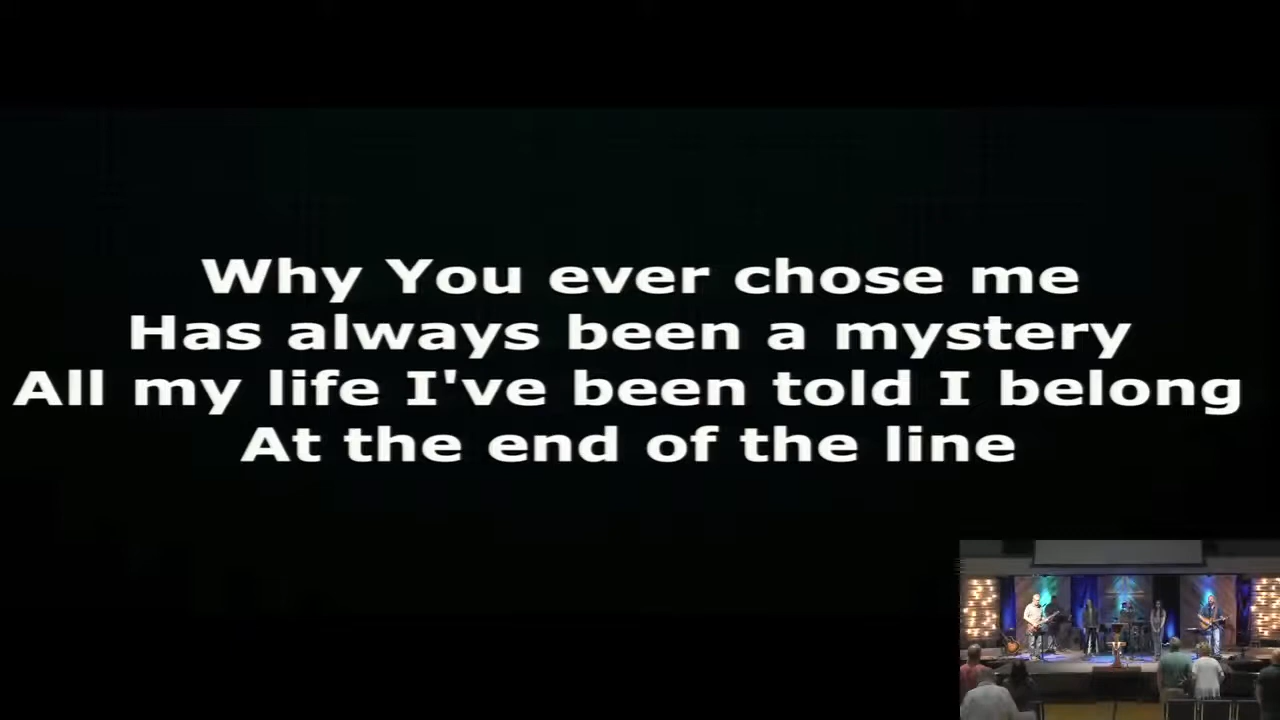 Why You ever chose me
Has always been a mystery
All my life I've been told I belong
At the end of the line